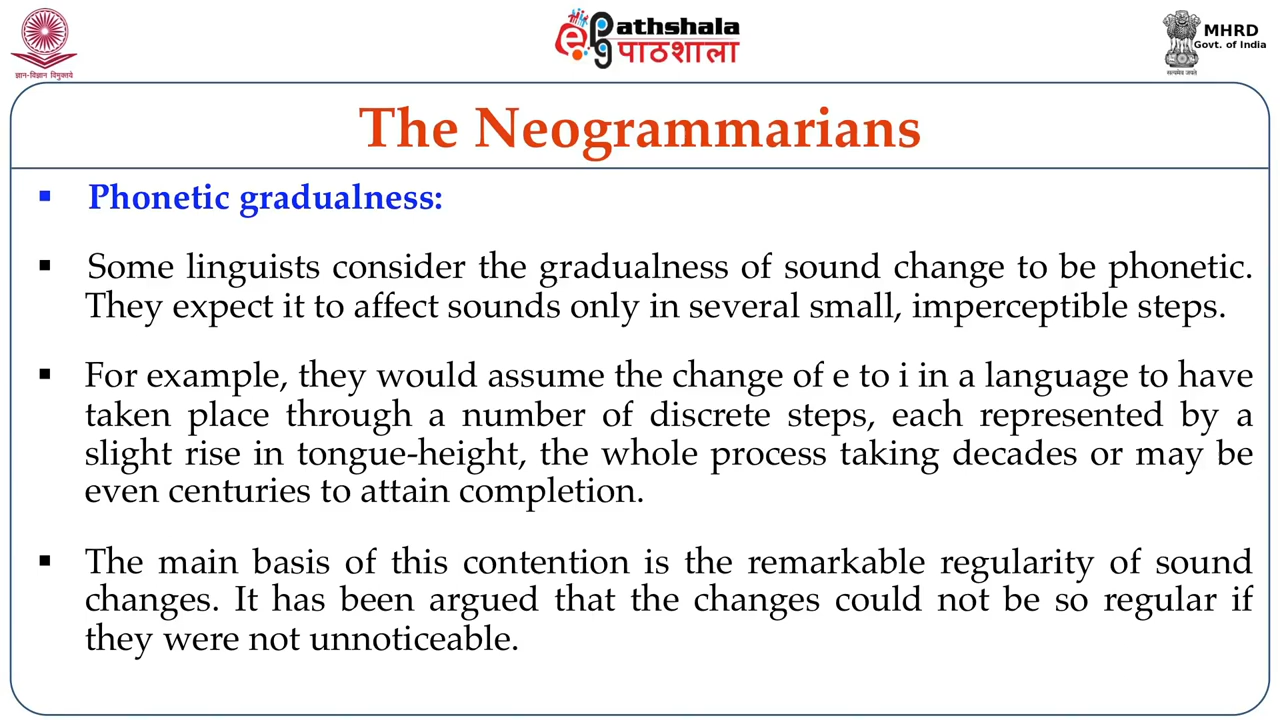 ज्ञान-विज्ञान विमुक्तये
ePathshala
पाठशाला
MHRD
Govt. of India
सत्यमेव जयते
The Neogrammarians
▪ Phonetic gradualness:
▪ Some linguists consider the gradualness of sound change to be phonetic.
They expect it to affect sounds only in several small, imperceptible steps.
▪ For example, they would assume the change of e to i in a language to have
taken place through a number of discrete steps, each represented by a
slight rise in tongue-height, the whole process taking decades or may be
even centuries to attain completion.
▪ The main basis of this contention is the remarkable regularity of sound
changes. It has been argued that the changes could not be so regular if
they were not unnoticeable.